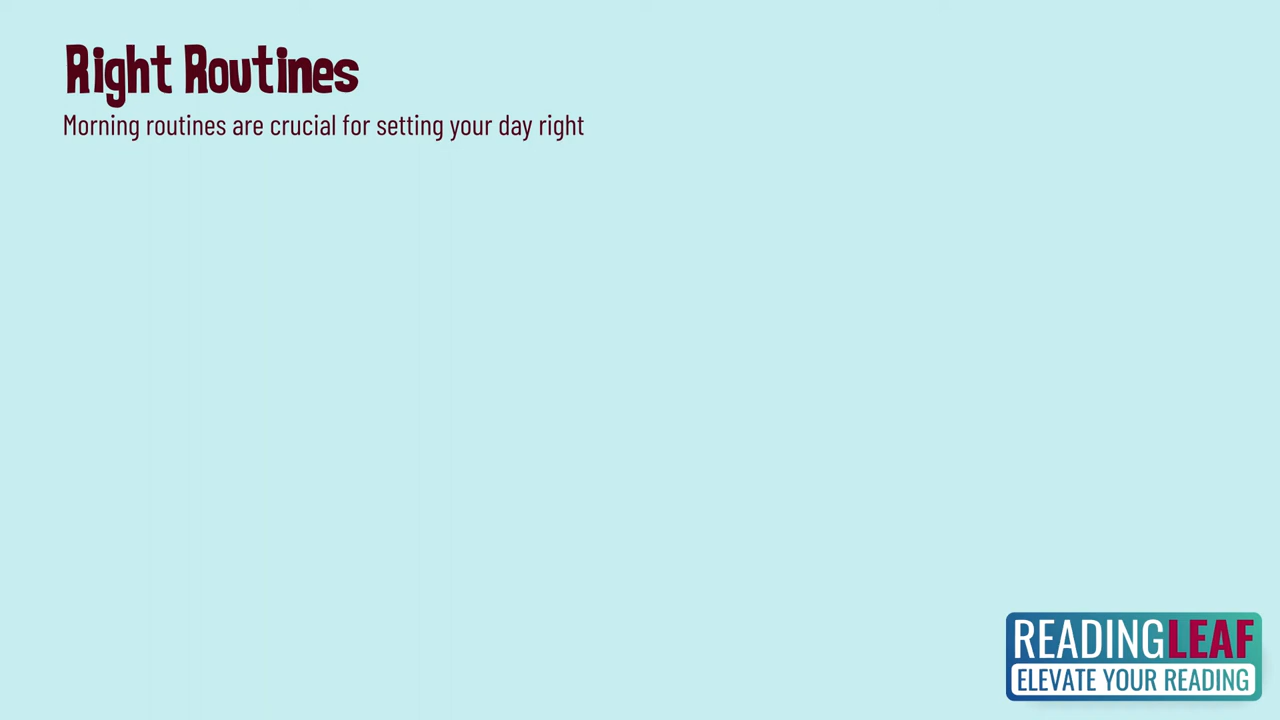 Right Routines
Morning routines are crucial for setting your day right
READINGLEAF
ELEVATE YOUR READING